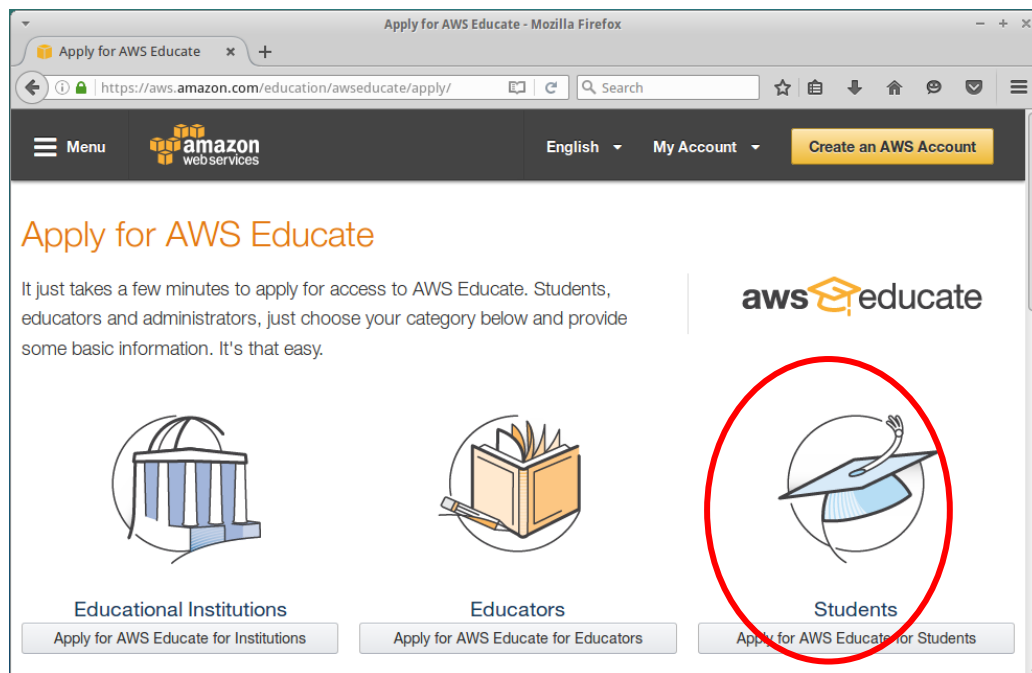 Apply for AWS Educate - Mozilla Firefox
Apply for AWS Educate
https://aws.amazon.com/education/awseducate/apply/ Search
Menu amazon webservices English My Account Create an AWS Account
Apply for AWS Educate
It just takes a few minutes to apply for access to AWS Educate. Students,
educators and administrators, just choose your category below and provide
some basic information. It's that easy.
aws educate
Educational Institutions Educators Students
Apply for AWS Educate for Institutions Apply for AWS Educate for Educators Apply for AWS Educate for Students